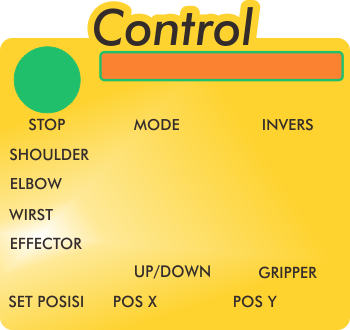 Control
STOP MODE INVERS
SHOULDER
ELBOW
WIRST
EFFECTOR
UP/DOWN GRIPPER
SET POSISI POS X POS Y